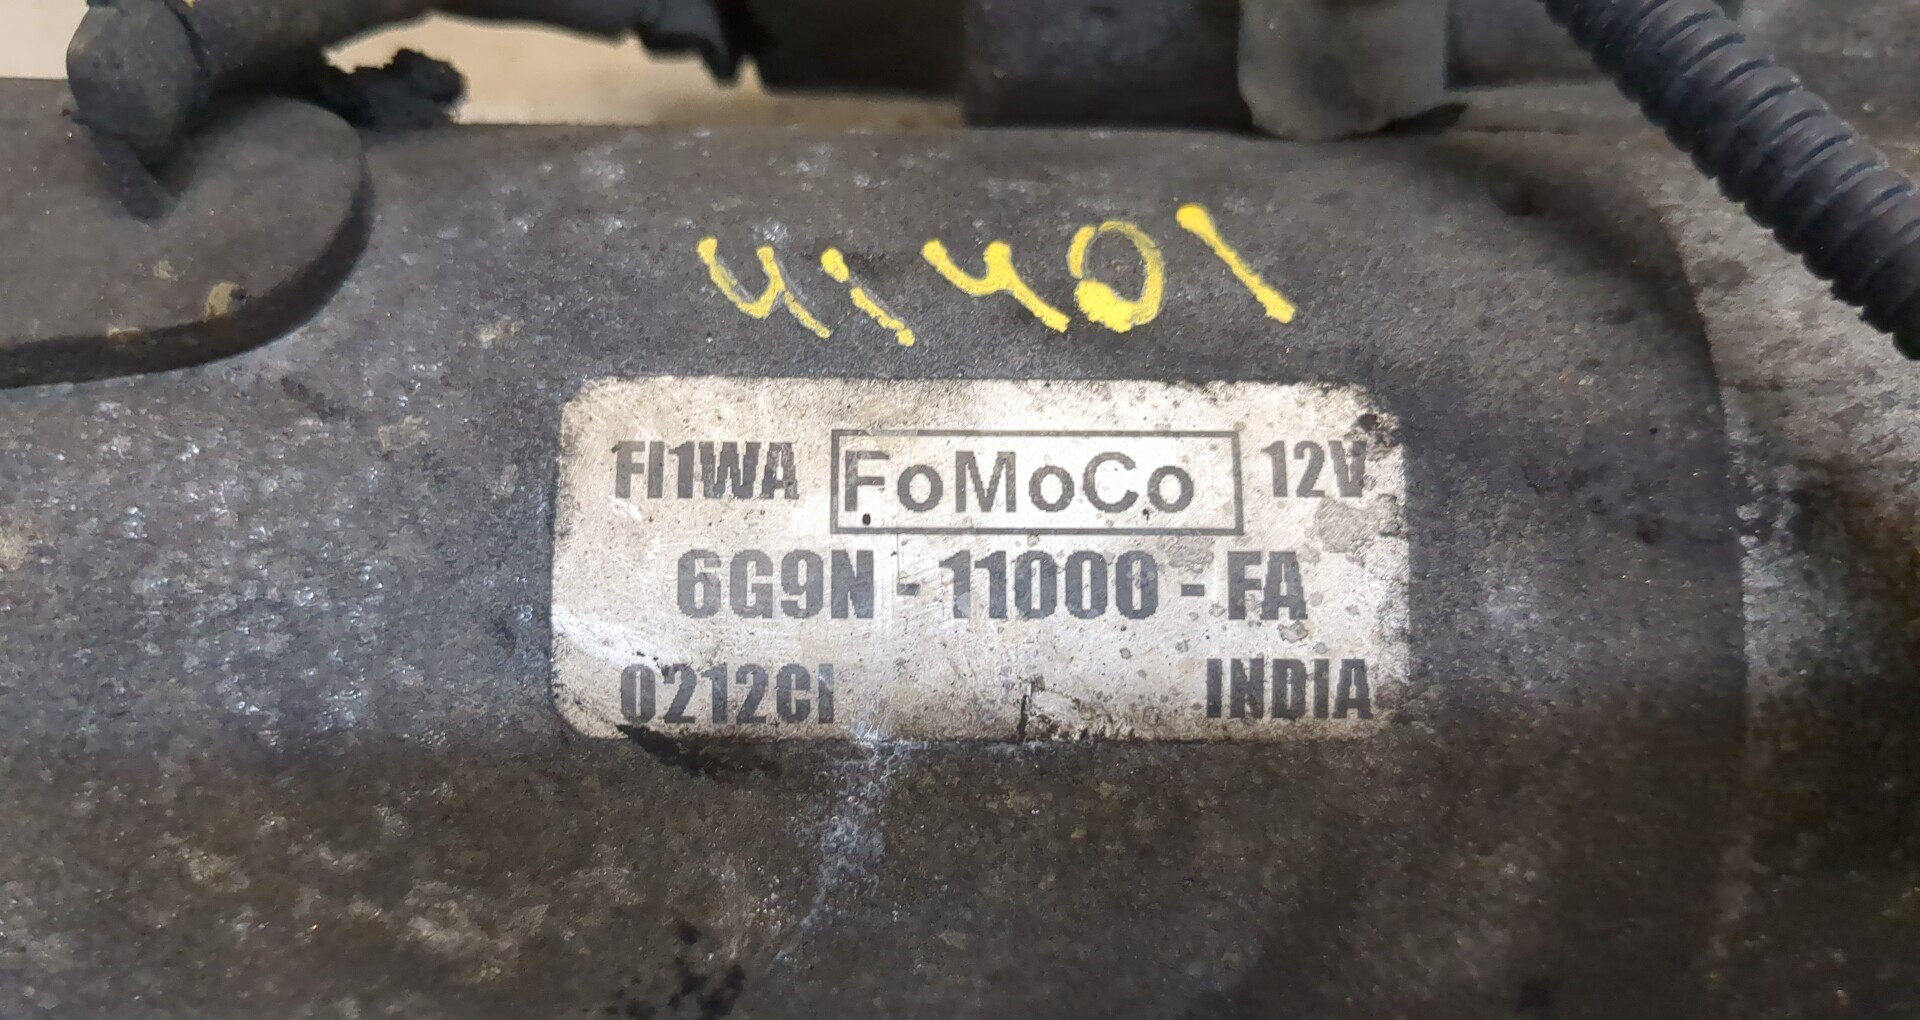 41401
FI1WA FoMoCo 12V
6G9N - 11000 - FA
0212CI INDIA